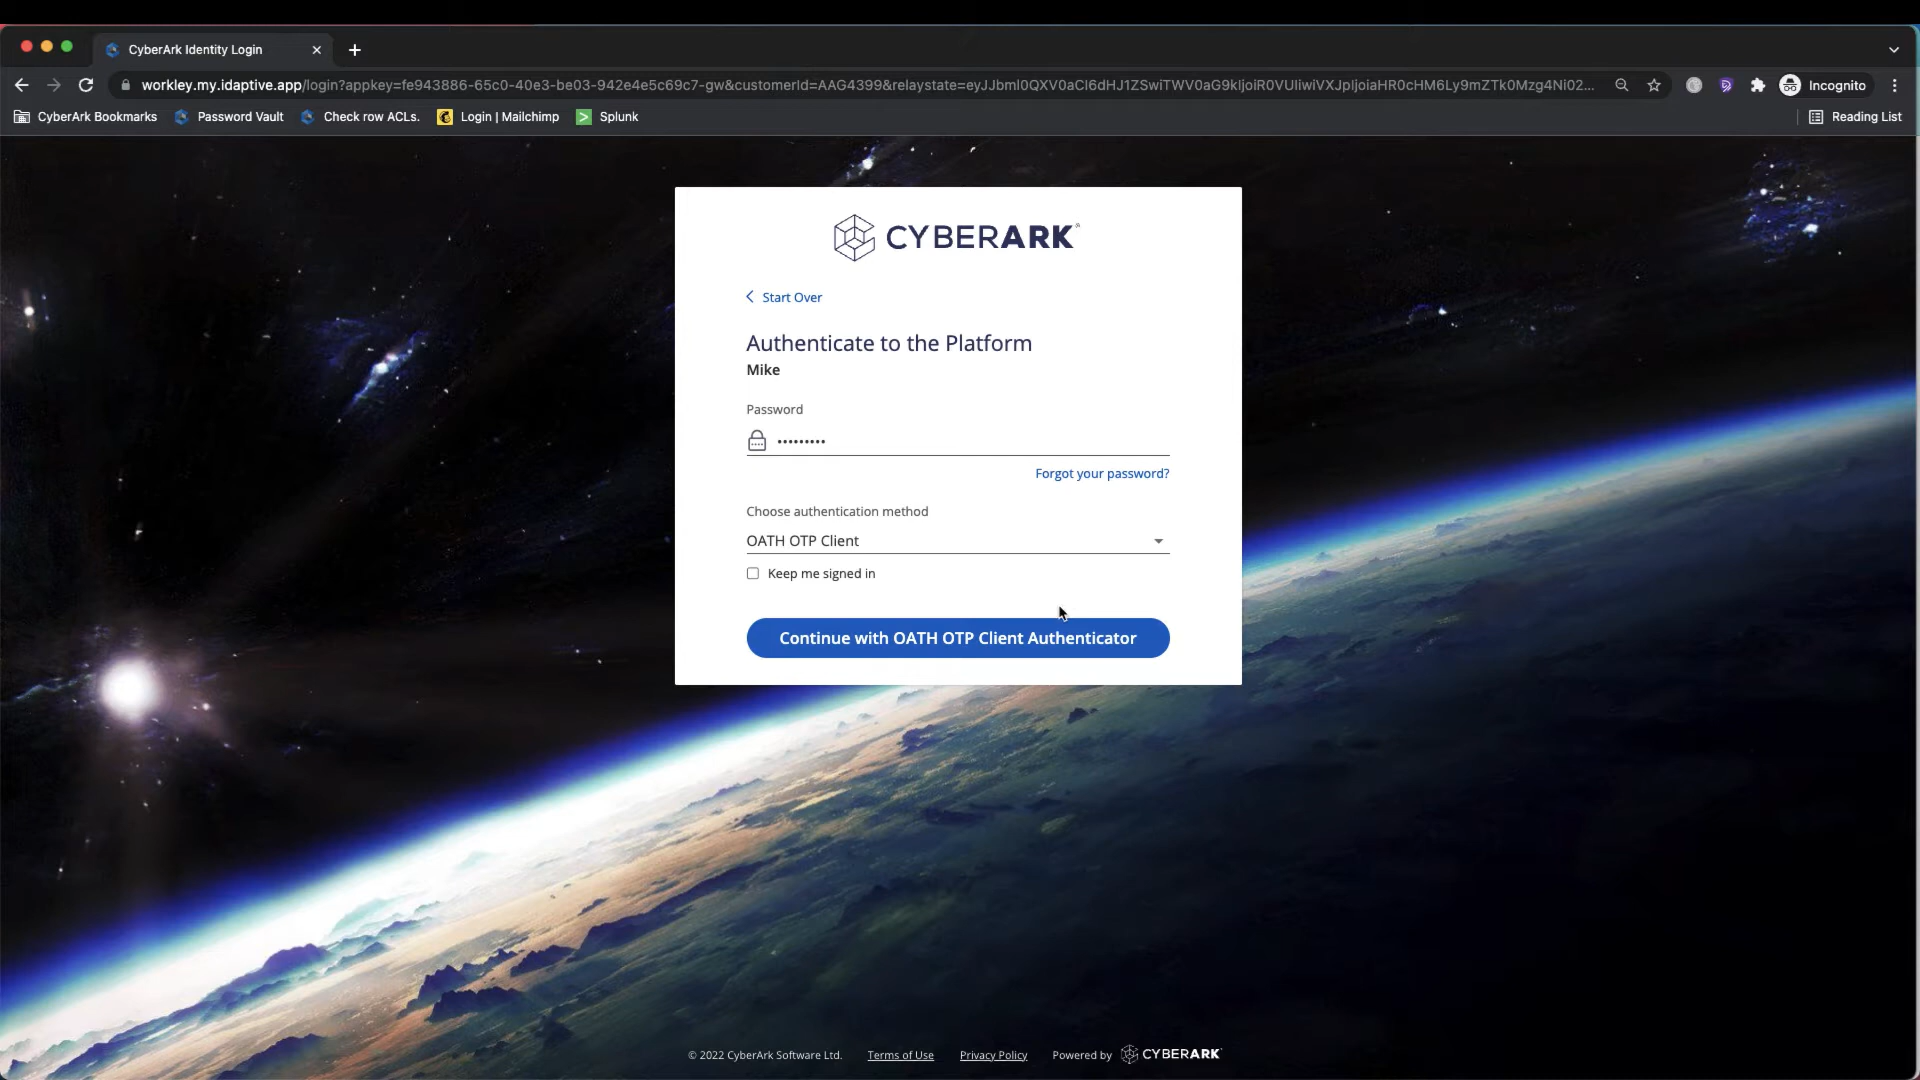 CyberArk Identity Login
workley.my.idaptive.app/login?appkey=fe943886-65c0-40e3-be03-942e4e5c69c7-gw&customerId=AAG4399&relaystate=
Incognito
CyberArk Bookmarks
Password Vault
Check row ACLs.
Login | Mailchimp
Splunk
Reading List
CYBERARK®
Start Over
Authenticate to the Platform
Mike
Password
Forgot your password?
Choose authentication method
OATH OTP Client
Keep me signed in
Continue with OATH OTP Client Authenticator
© 2022 CyberArk Software Ltd.
Terms of Use
Privacy Policy
Powered by
CYBERARK